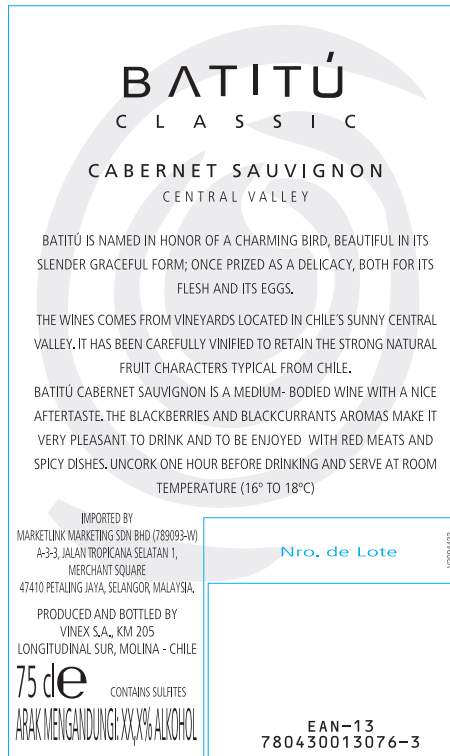 BATITÚ
CLASSIC
CABERNET SAUVIGNON
CENTRAL VALLEY
BATITÚ IS NAMED IN HONOR OF A CHARMING BIRD, BEAUTIFUL IN ITS
SLENDER GRACEFUL FORM; ONCE PRIZED AS A DELICACY, BOTH FOR ITS
FLESH AND ITS EGGS.
THE WINES COMES FROM VINEYARDS LOCATED IN CHILE'S SUNNY CENTRAL
VALLEY. IT HAS BEEN CAREFULLY VINIFIED TO RETAIN THE STRONG NATURAL
FRUIT CHARACTERS TYPICAL FROM CHILE.
BATITÚ CABERNET SAUVIGNON IS A MEDIUM- BODIED WINE WITH A NICE
AFTERTASTE. THE BLACKBERRIES AND BLACKCURRANTS AROMAS MAKE IT
VERY PLEASANT TO DRINK AND TO BE ENJOYED WITH RED MEATS AND
SPICY DISHES. UNCORK ONE HOUR BEFORE DRINKING AND SERVE AT ROOM
TEMPERATURE (16º TO 18ºC)
IMPORTED BY
MARKETLINK MARKETING SDN BHD (789093-W)
A-3-3, JALAN TROPICANA SELATAN 1,
MERCHANT SQUARE
47410 PETALING JAYA, SELANGOR, MALAYSIA.
PRODUCED AND BOTTLED BY
VINEX S.A., KM 205
LONGITUDINAL SUR, MOLINA - CHILE
75 cl e CONTAINS SULFITES
ARAK MENGANDUNGI: XX,X% ALKOHOL
Nro. de Lote
EAN-13
780430013076-3